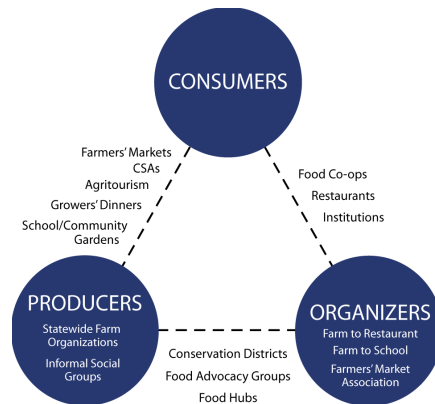 CONSUMERS
Farmers' Markets
CSAs
Agritourism
Growers' Dinners
School/Community
Gardens
Food Co-ops
Restaurants
Institutions
PRODUCERS
Statewide Farm
Organizations
Informal Social
Groups
Conservation Districts
Food Advocacy Groups
Food Hubs
ORGANIZERS
Farm to Restaurant
Farm to School
Farmers' Market
Association